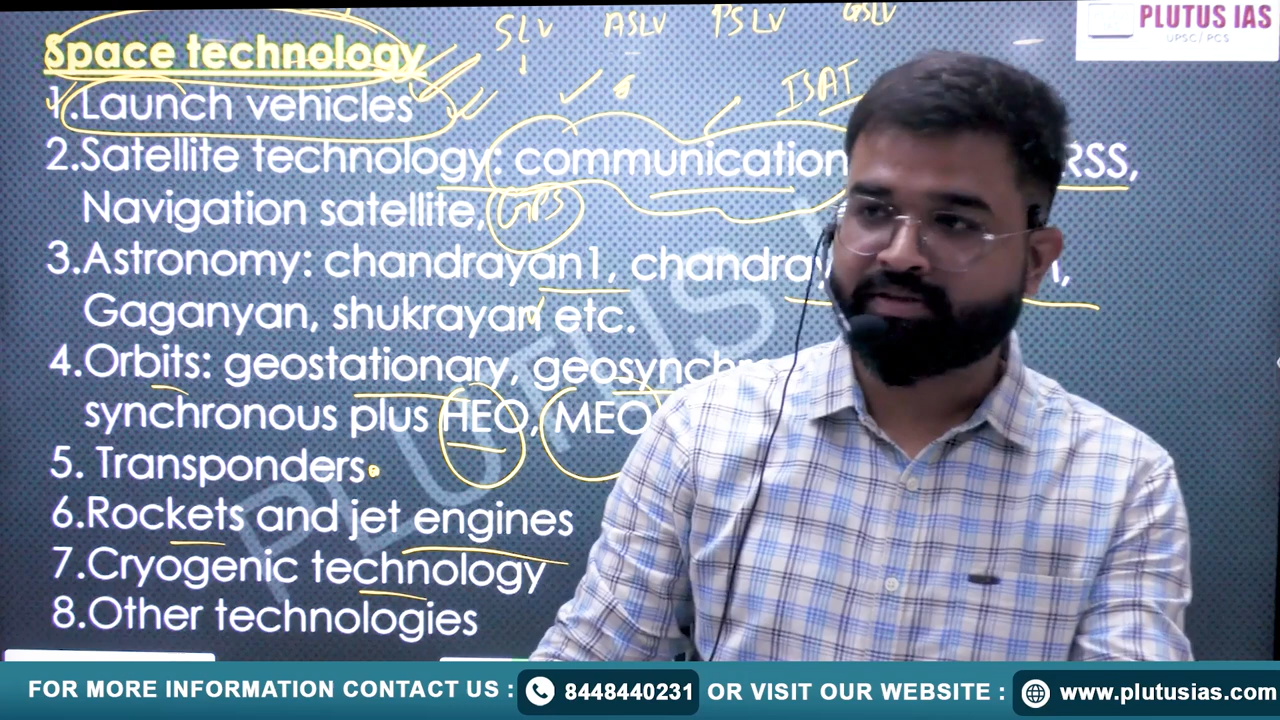 SLV ASLV PSLV GSLV
PLUTUS IAS
UPSC/PCS
Space technology
1.Launch vehicles
ISAT
2.Satellite technology: communication RSS,
Navigation satellite, GPS
3.Astronomy: chandrayan1, chandray
Gaganyan, shukrayan etc.
4.Orbits: geostationary, geosynchr
synchronous plus HEO, MEO
5. Transponders
6.Rockets and jet engines
7.Cryogenic technology
8.Other technologies
PLUTUS
FOR MORE INFORMATION CONTACT US : 8448440231 OR VISIT OUR WEBSITE : www.plutusias.com